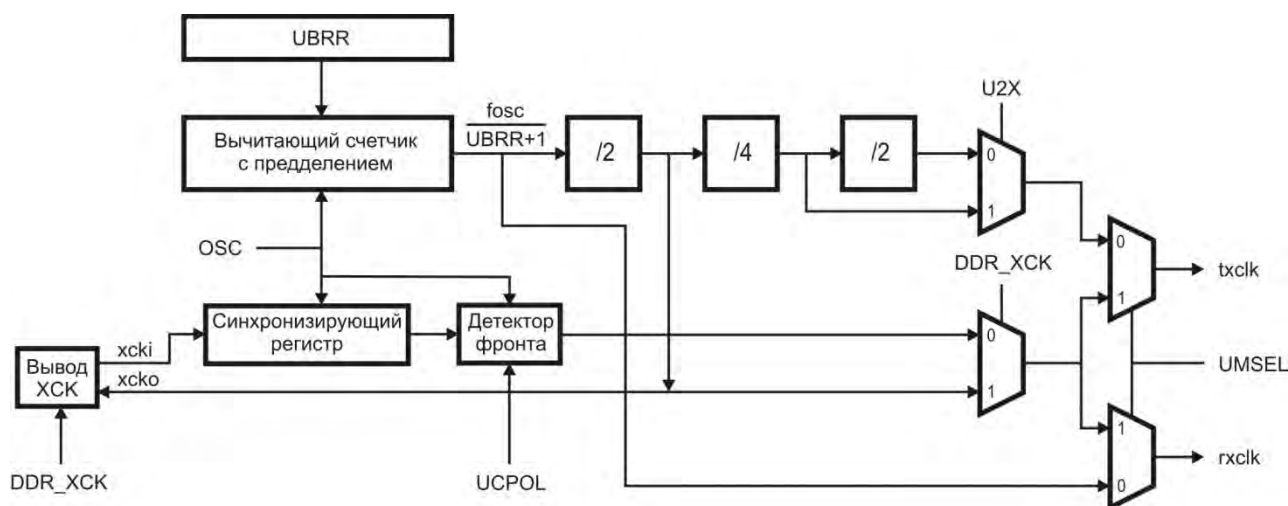 UBRR
Вычитающий счетчик
с предделением
fosc
UBRR+1
/2
/4
/2
U2X
0
1
OSC
DDR_XCK
0
1
txclk
Синхронизирующий
регистр
Детектор
фронта
0
1
xcki
Вывод
XCK
xcko
UMSEL
1
0
rxclk
DDR_XCK
UCPOL